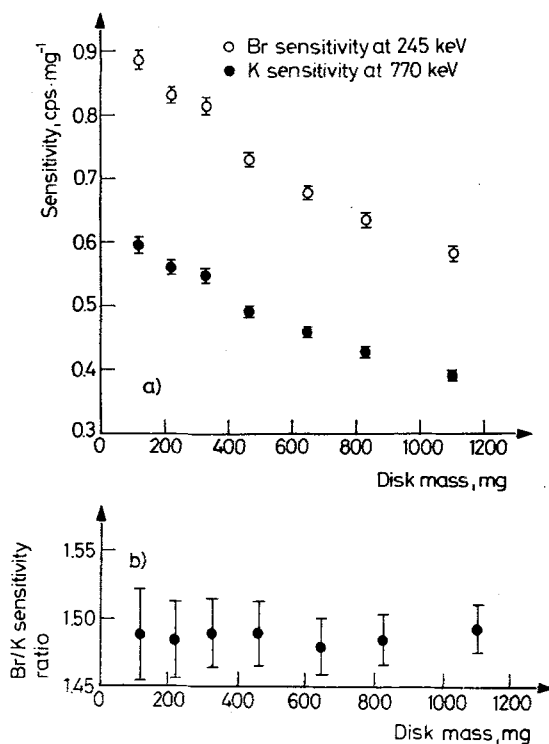 0.9
0.8
0.7
0.6
0.5
0.4
0.3
Sensitivity, cps·mg⁻¹
○ Br sensitivity at 245 keV
● K sensitivity at 770 keV
a)
0 200 400 600 800 1000 1200
Disk mass, mg
1.55
1.50
1.45
Br/K sensitivity
ratio
b)
0 200 400 600 800 1000 1200
Disk mass, mg